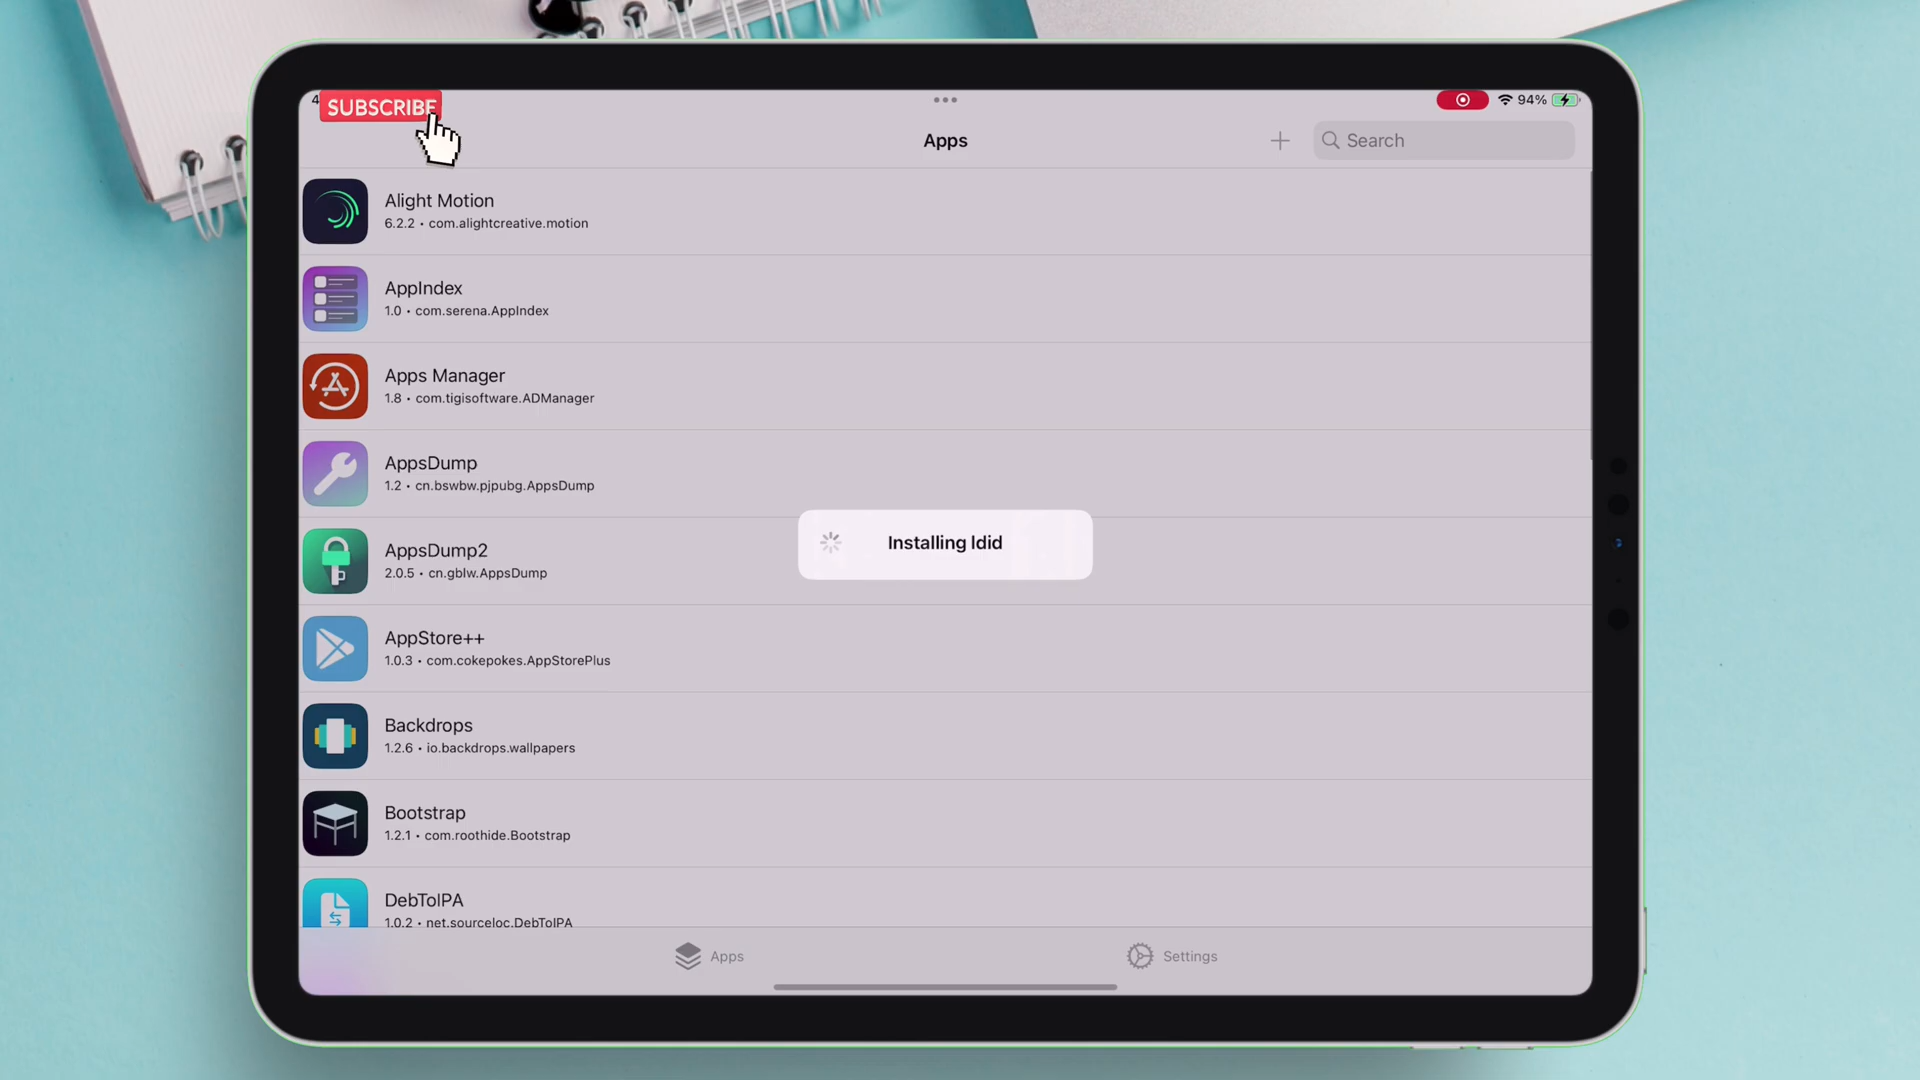 4
SUBSCRIBE
94%
Apps
Search
Alight Motion
6.2.2 • com.alightcreative.motion
AppIndex
1.0 • com.serena.AppIndex
Apps Manager
1.8 • com.tigisoftware.ADManager
AppsDump
1.2 • cn.bswbw.pjpubg.AppsDump
Installing ldid
AppsDump2
2.0.5 • cn.gblw.AppsDump
AppStore++
1.0.3 • com.cokepokes.AppStorePlus
Backdrops
1.2.6 • io.backdrops.wallpapers
Bootstrap
1.2.1 • com.roothide.Bootstrap
DebToIPA
1.0.2 • net.sourceloc.DebToIPA
Apps
Settings